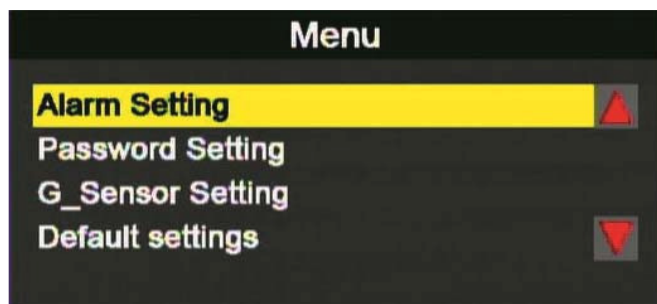 Menu
Alarm Setting
Password Setting
G_Sensor Setting
Default settings